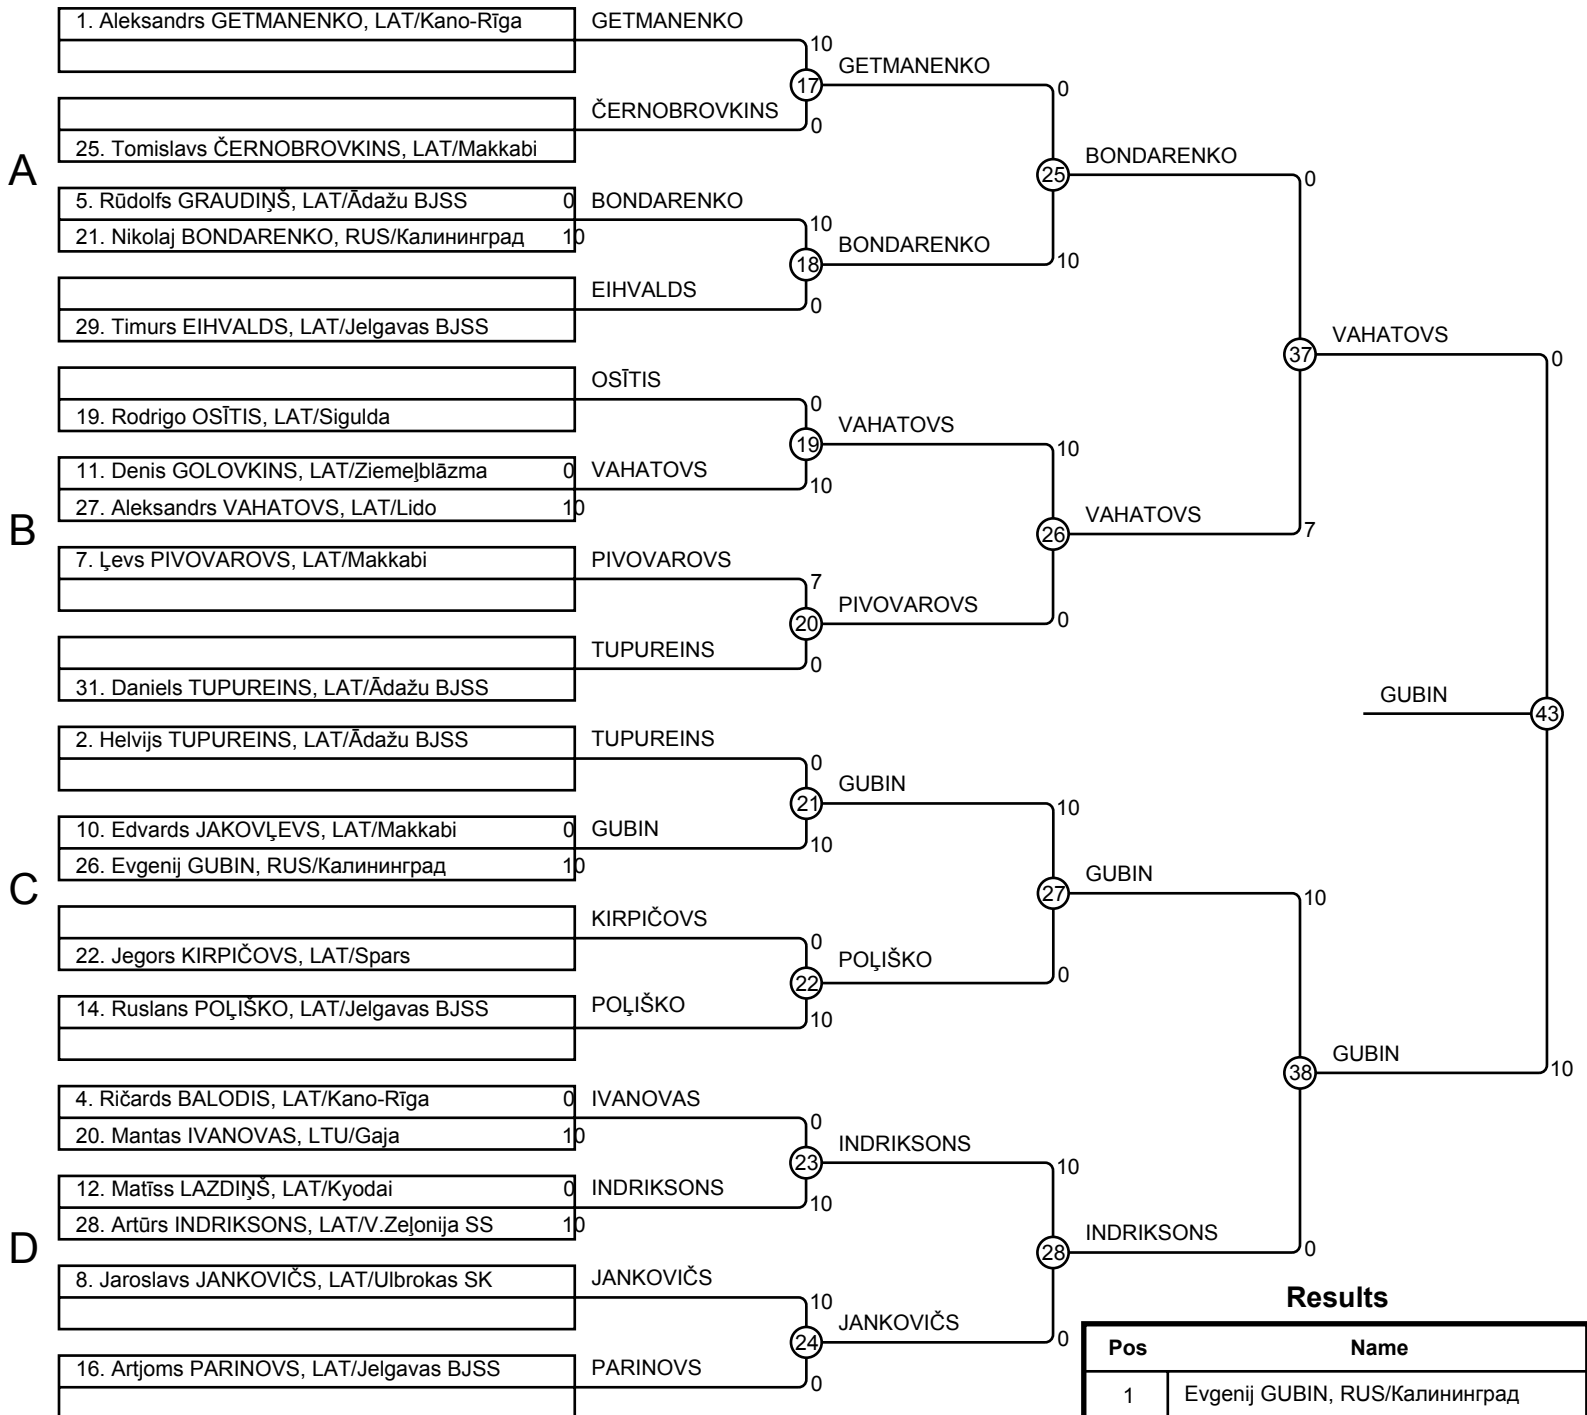 1. Aleksandrs GETMANENKO, LAT/Kano-Rīga
GETMANENKO
10
GETMANENKO
17
0
ČERNOBROVKINS
0
25. Tomislavs ČERNOBROVKINS, LAT/Makkabi
A
BONDARENKO
25
0
5. Rūdolfs GRAUDIŅŠ, LAT/Ādažu BJSS 0
BONDARENKO
21. Nikolaj BONDARENKO, RUS/Калининград 10
10
BONDARENKO
10
18
EIHVALDS
0
29. Timurs EIHVALDS, LAT/Jelgavas BJSS
VAHATOVS
37
0
OSĪTIS
0
19. Rodrigo OSĪTIS, LAT/Sigulda
VAHATOVS
19
10
11. Denis GOLOVKINS, LAT/Ziemeļblāzma 0
VAHATOVS
10
27. Aleksandrs VAHATOVS, LAT/Lido 10
B
VAHATOVS
26
7
7. Ļevs PIVOVAROVS, LAT/Makkabi
PIVOVAROVS
7
PIVOVAROVS
20
0
TUPUREINS
0
31. Daniels TUPUREINS, LAT/Ādažu BJSS
GUBIN
43
2. Helvijs TUPUREINS, LAT/Ādažu BJSS
TUPUREINS
0
GUBIN
21
10
10. Edvards JAKOVĻEVS, LAT/Makkabi 0
GUBIN
10
26. Evgenij GUBIN, RUS/Калининград 10
C
GUBIN
27
10
KIRPIČOVS
0
22. Jegors KIRPIČOVS, LAT/Spars
POĻIŠKO
22
0
14. Ruslans POĻIŠKO, LAT/Jelgavas BJSS
POĻIŠKO
10
GUBIN
38
10
4. Ričards BALODIS, LAT/Kano-Rīga 0
IVANOVAS
20. Mantas IVANOVAS, LTU/Gaja 10
0
INDRIKSONS
23
10
12. Matīss LAZDIŅŠ, LAT/Kyodai 0
INDRIKSONS
10
28. Artūrs INDRIKSONS, LAT/V.Zeļonija SS 10
D
INDRIKSONS
28
0
8. Jaroslavs JANKOVIČS, LAT/Ulbrokas SK
JANKOVIČS
10
JANKOVIČS
24
0
16. Artjoms PARINOVS, LAT/Jelgavas BJSS
PARINOVS
0
Results
Pos Name
1 Evgenij GUBIN, RUS/Калининград